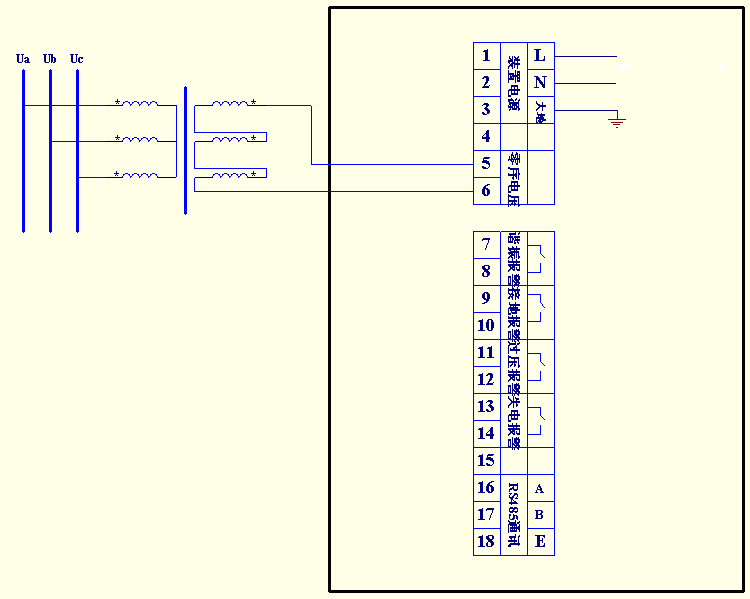 Ua Ub Uc
* *
* *
* *
1 装置电源 L
2 N
3 大地
4
5 零序电压
6
7 谐振报警
8
9 接地报警
10
11 过压报警
12
13 失电报警
14
15
16 RS485通讯 A
17 B
18 E